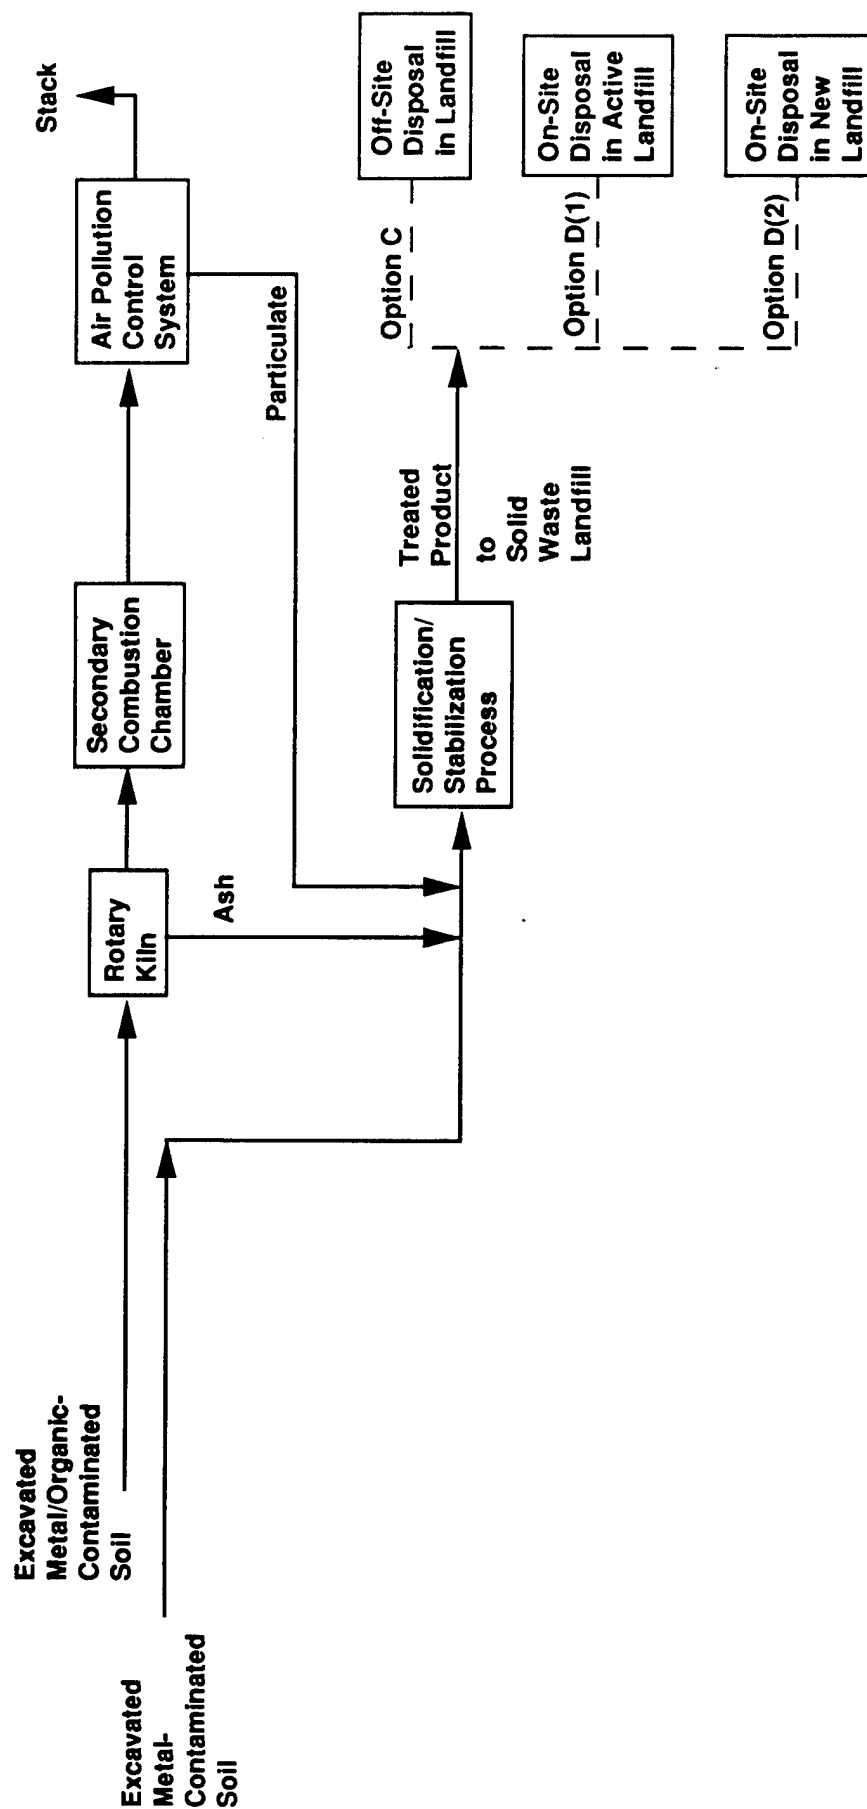 Excavated
Metal/Organic-
Contaminated
Soil
Excavated
Metal-
Contaminated
Soil
Rotary
Kiln
Ash
Secondary
Combustion
Chamber
Air Pollution
Control
System
Stack
Particulate
Solidification/
Stabilization
Process
Treated
Product
to Solid
Waste
Landfill
Option C
Off-Site
Disposal
in Landfill
Option D(1)
On-Site
Disposal
in Active
Landfill
Option D(2)
On-Site
Disposal
in New
Landfill